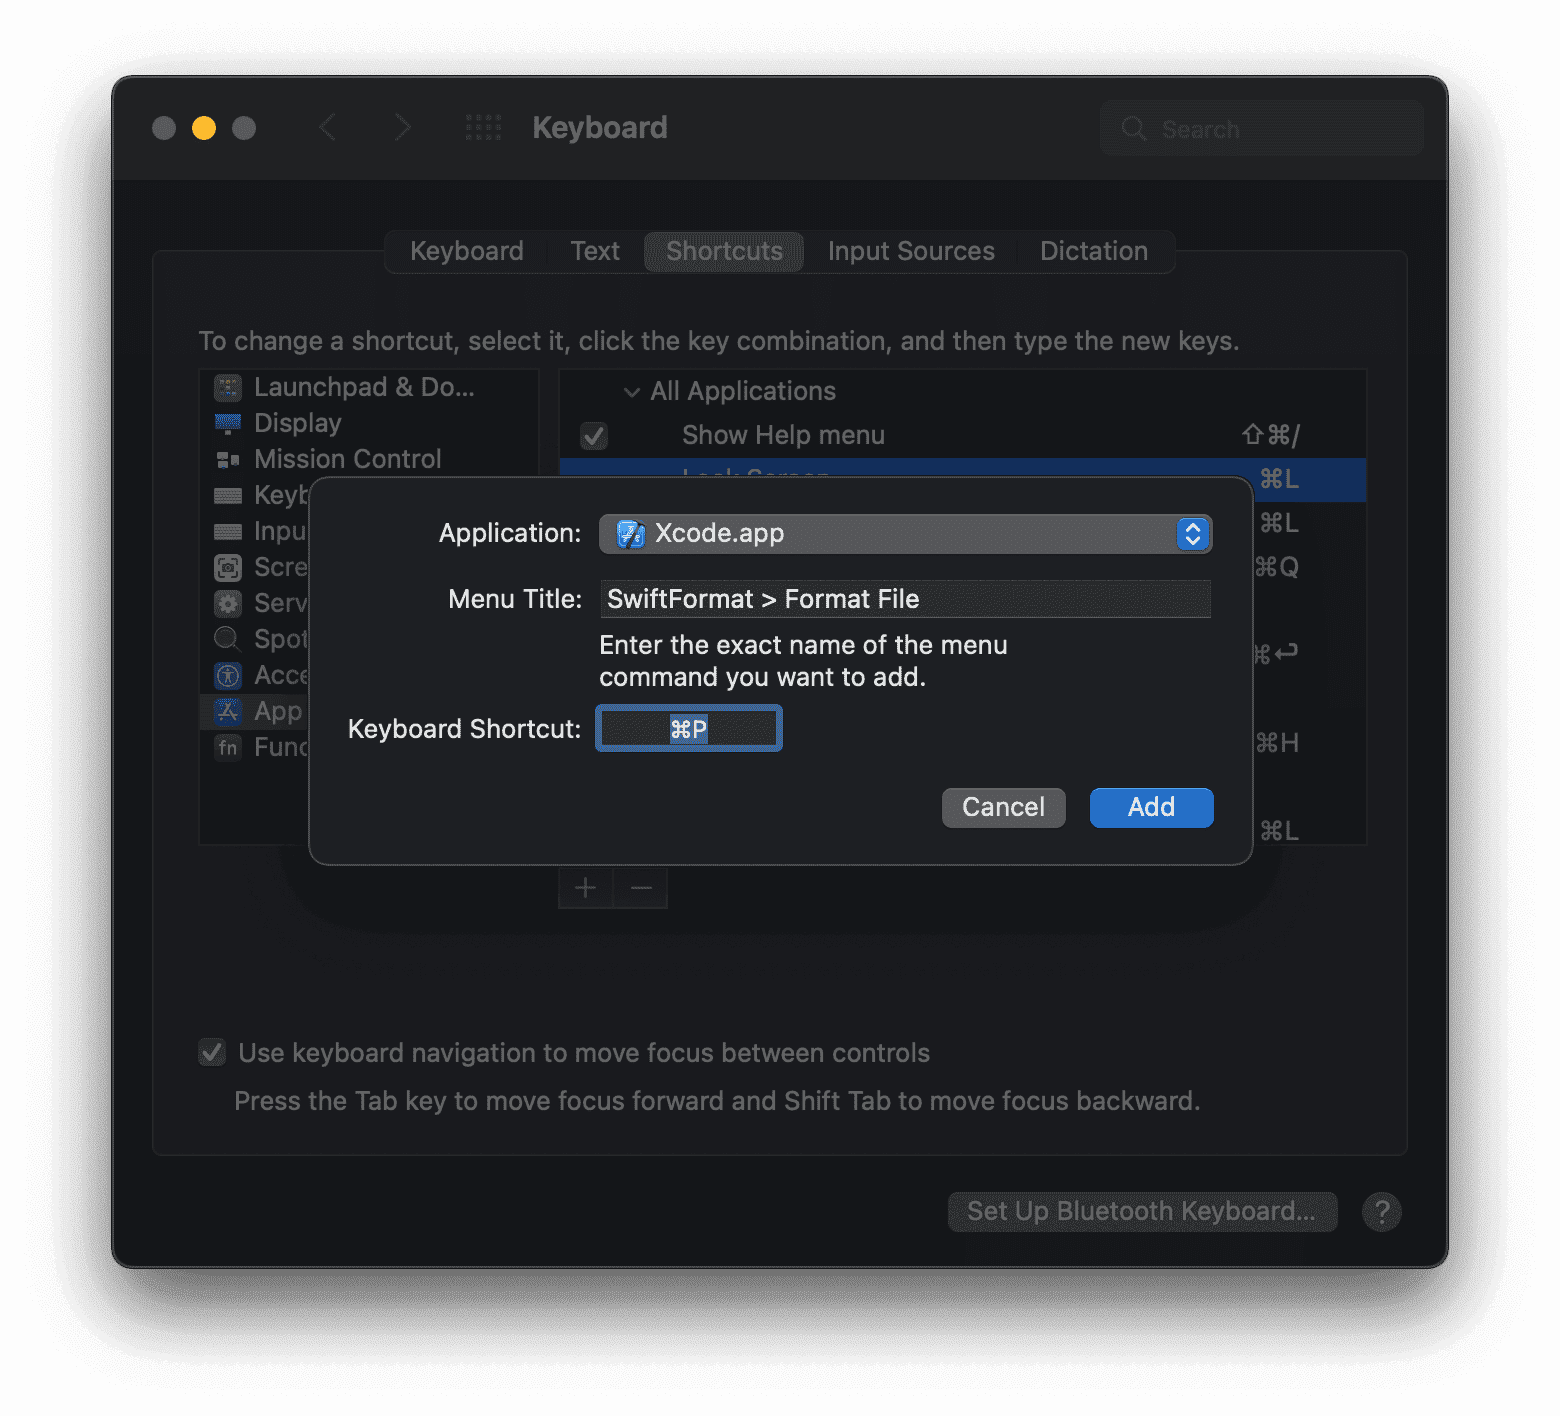 Keyboard
Search
Keyboard Text Shortcuts Input Sources Dictation
To change a shortcut, select it, click the key combination, and then type the new keys.
Launchpad & Do...
Display
Mission Control
Keyb
Inpu
Scre
Serv
Spot
Acce
App
fn Func
All Applications
Show Help menu ⇧⌘/
Lock Screen ⌘L
⌘L
⌘Q
⌘↩
⌘H
⌘L
Application: Xcode.app
Menu Title: SwiftFormat > Format File
Enter the exact name of the menu
command you want to add.
Keyboard Shortcut: ⌘P
Cancel Add
+ −
Use keyboard navigation to move focus between controls
Press the Tab key to move focus forward and Shift Tab to move focus backward.
Set Up Bluetooth Keyboard... ?